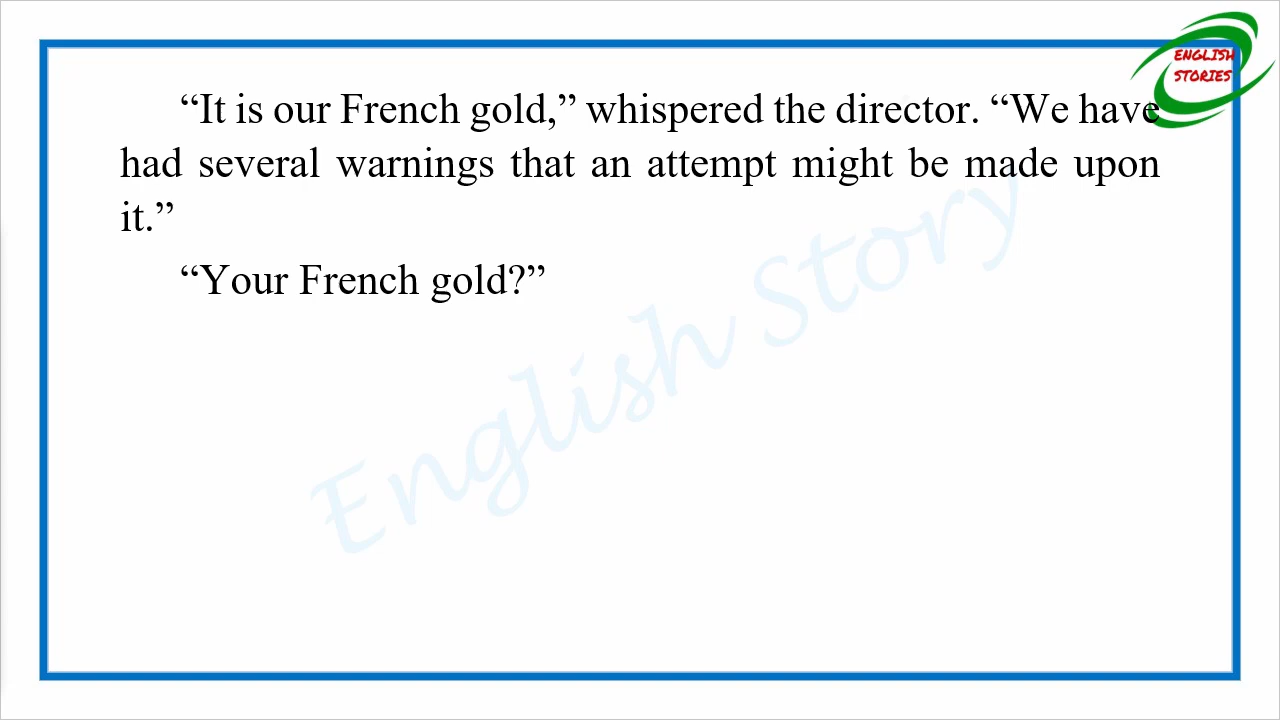 ENGLISH
STORIES
“It is our French gold,” whispered the director. “We have
had several warnings that an attempt might be made upon
it.”
“Your French gold?”
English Story